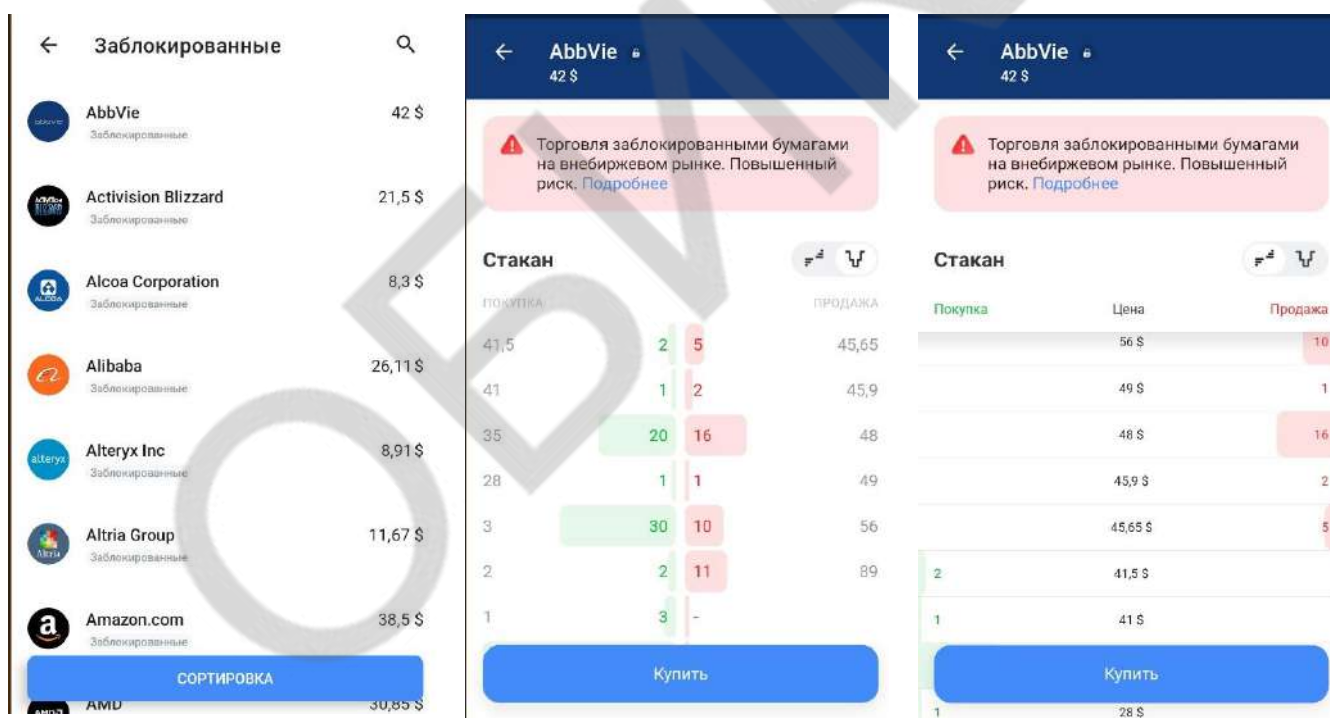 Заблокированные
AbbVie
42 $
Заблокированные
Activision Blizzard
21,5 $
Заблокированные
Alcoa Corporation
8,3 $
Заблокированные
Alibaba
26,11 $
Заблокированные
Alteryx Inc
8,91 $
Заблокированные
Altria Group
11,67 $
Заблокированные
Amazon.com
38,5 $
Заблокированные
СОРТИРОВКА
AMD
30,85 $
AbbVie
42 $
Торговля заблокированными бумагами
на внебиржевом рынке. Повышенный
риск. Подробнее
Стакан
ПОКУПКА ПРОДАЖА
41,5 2 5 45,65
41 1 2 45,9
35 20 16 48
28 1 1 49
3 30 10 56
2 2 11 89
1 3 -
Купить
AbbVie
42 $
Торговля заблокированными бумагами
на внебиржевом рынке. Повышенный
риск. Подробнее
Стакан
Покупка Цена Продажа
56 $ 10
49 $ 1
48 $ 16
45,9 $ 2
45,65 $ 5
2 41,5 $
1 41 $
Купить
1 28 $